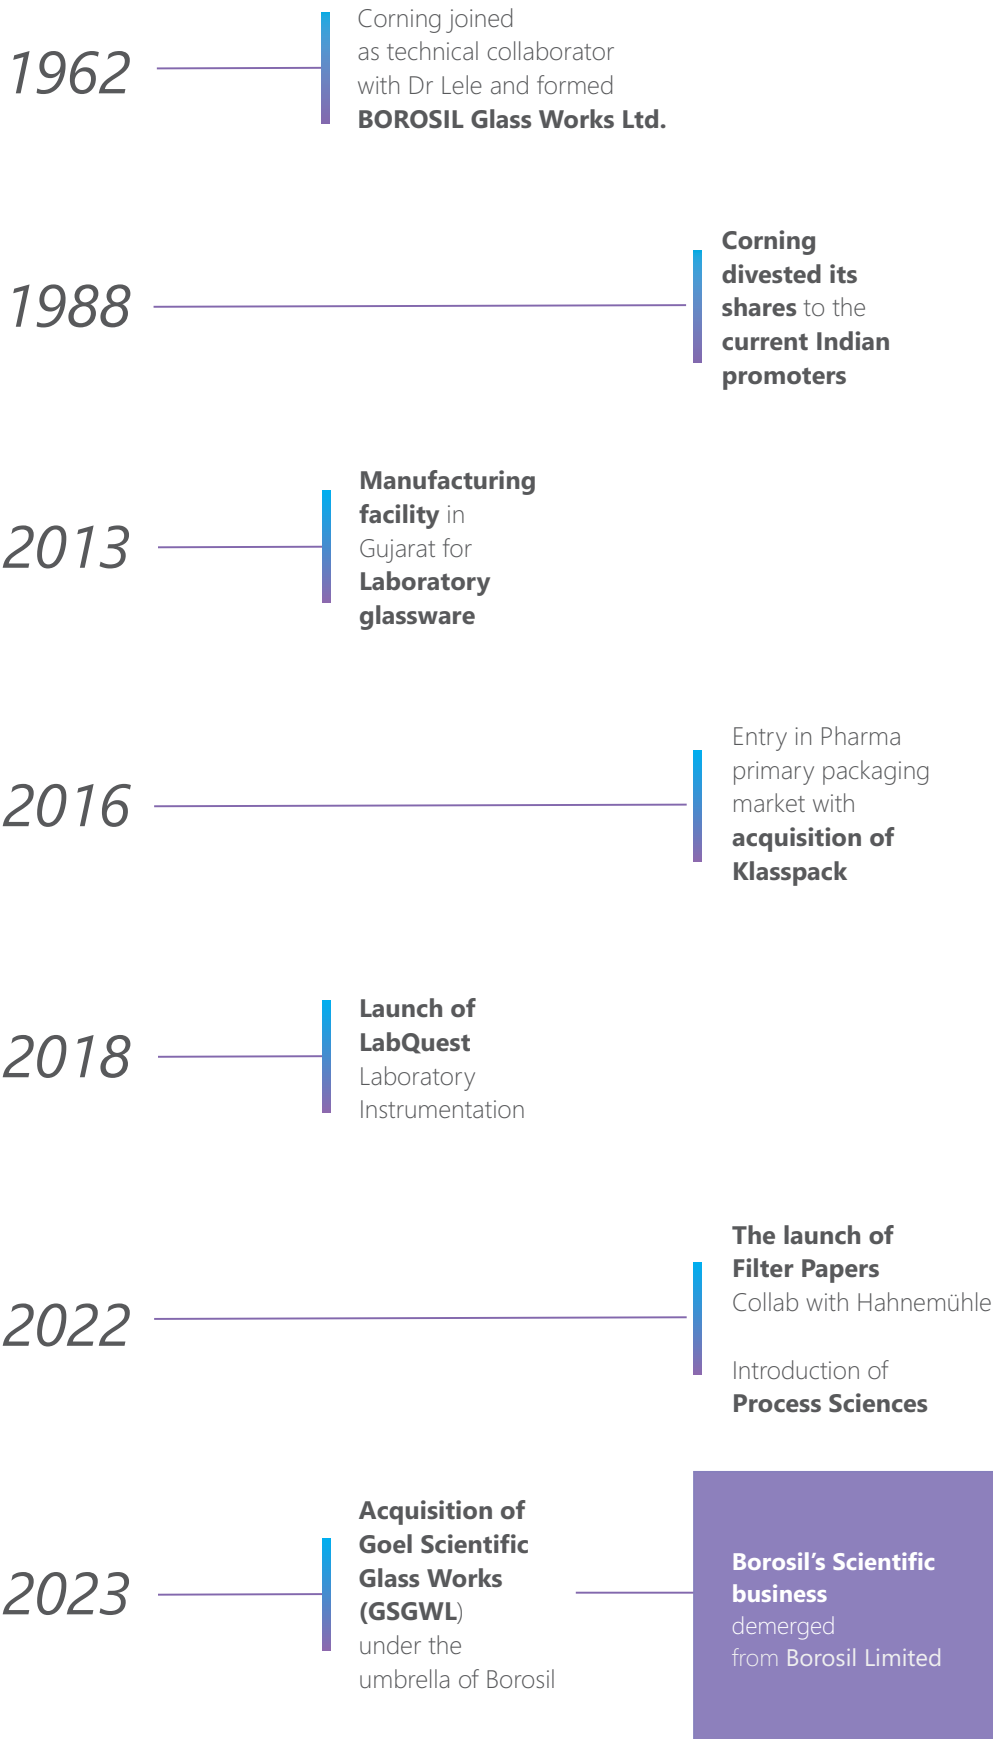 1962
Corning joined
as technical collaborator
with Dr Lele and formed
BOROSIL Glass Works Ltd.
1988
Corning
divested its
shares to the
current Indian
promoters
2013
Manufacturing
facility in
Gujarat for
Laboratory
glassware
2016
Entry in Pharma
primary packaging
market with
acquisition of
Klasspack
2018
Launch of
LabQuest
Laboratory
Instrumentation
2022
The launch of
Filter Papers
Collab with Hahnemühle
Introduction of
Process Sciences
2023
Acquisition of
Goel Scientific
Glass Works
(GSGWL)
under the
umbrella of Borosil
Borosil’s Scientific
business
demerged
from Borosil Limited